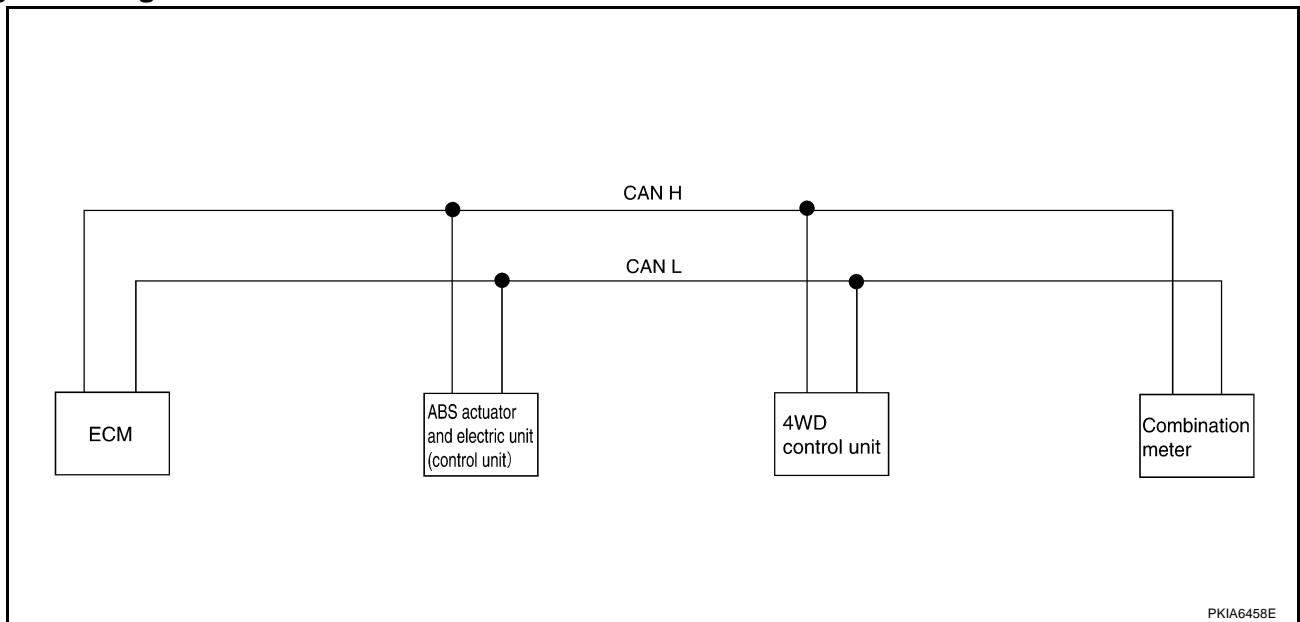 CAN H
CAN L
ECM
ABS actuator
and electric unit
(control unit)
4WD
control unit
Combination
meter
PKIA6458E